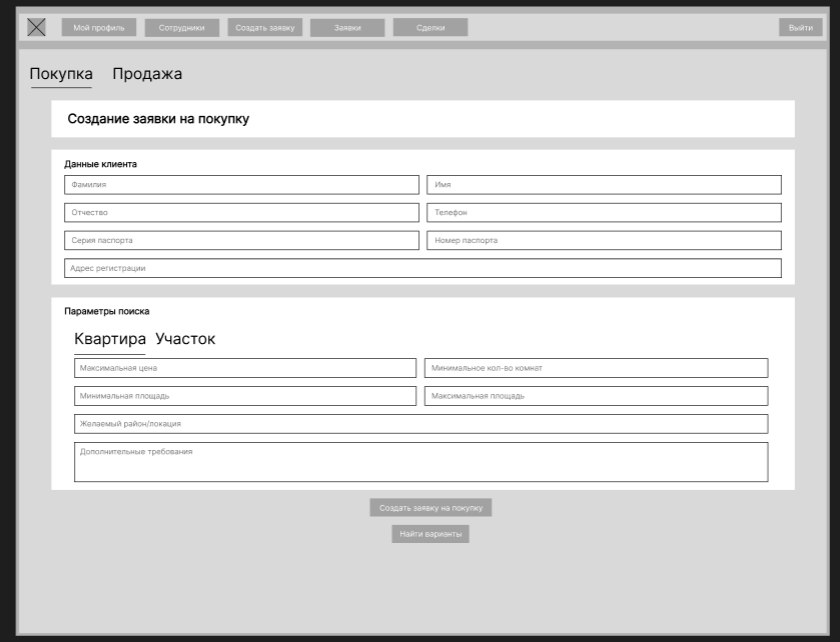 Мой профиль Сотрудники Создать заявку Заявки Сделки Выйти
Покупка Продажа
Создание заявки на покупку
Данные клиента
Фамилия Имя
Отчество Телефон
Серия паспорта Номер паспорта
Адрес регистрации
Параметры поиска
Квартира Участок
Максимальная цена Минимальное кол-во комнат
Минимальная площадь Максимальная площадь
Желаемый район/локация
Дополнительные требования
Создать заявку на покупку
Найти варианты